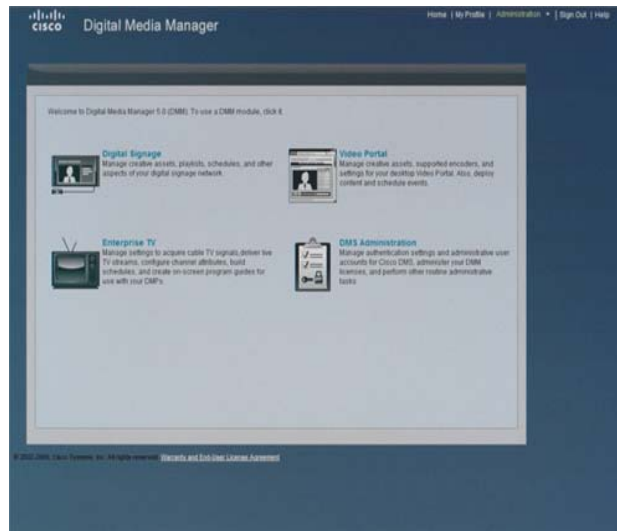 CISCO
Digital Media Manager
Home | My Profile | Administration | Sign Out | Help
Welcome to Digital Media Manager 5.0 (DMM). To use a DMM module, click it.
Digital Signage
Manage creative assets, playlists, schedules, and other
aspects of your digital signage network.
Video Portal
Manage creative assets, supported encoders, and
settings for your desktop Video Portal. Also, deploy
content and schedule events.
Enterprise TV
Manage settings to acquire cable TV signals,deliver live
TV streams, configure channel attributes, build
schedules, and create on-screen program guides for
use with your DMPs.
DMS Administration
Manage authentication settings and administrative user
accounts for Cisco DMS, administer your DMM
licenses, and perform other routine administrative
tasks
Cisco Systems, Inc. All rights reserved. Warranty and End-User License Agreement